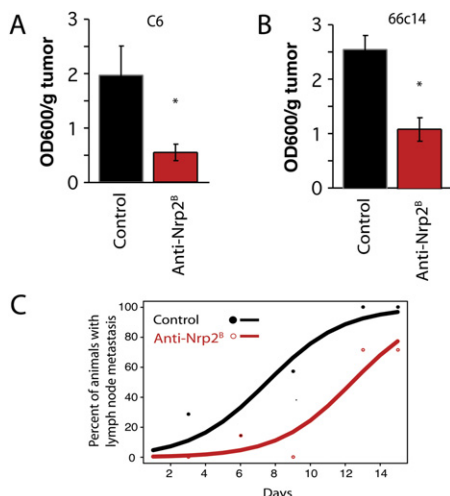 A
C6
OD600/g tumor
3
2
1
0
*
Control
Anti-Nrp2ᴮ
B
66c14
OD600/g tumor
3
2
1
0
*
Control
Anti-Nrp2ᴮ
C
Percent of animals with
lymph node metastasis
100
80
60
40
20
0
Control
Anti-Nrp2ᴮ
2 4 6 8 10 12 14
Days